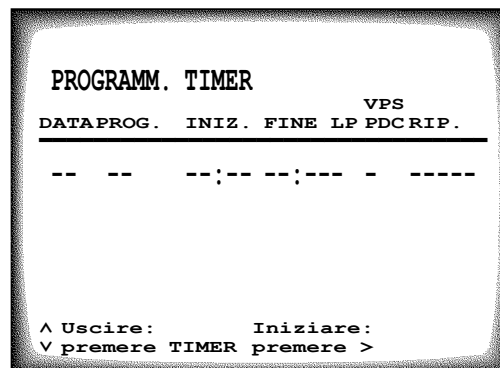 PROGRAMM. TIMER
VPS
DATAPROG. INIZ. FINE LP PDC RIP.
-- -- --:-- --:--- - -----
∧ Uscire: Iniziare:
∨ premere TIMER premere >